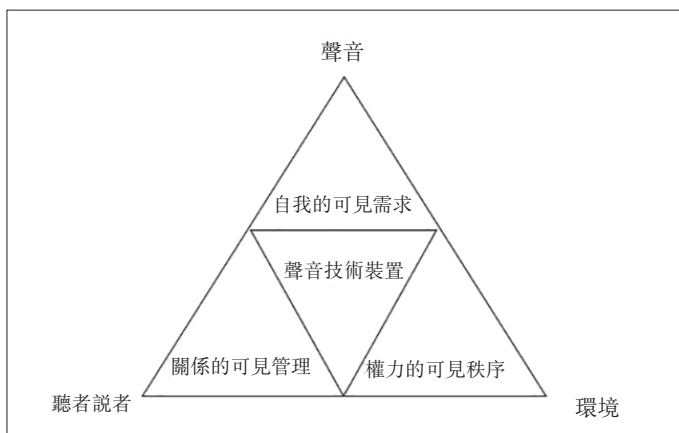 聲音
自我的可見需求
聲音技術裝置
關係的可見管理
權力的可見秩序
聽者説者
環境